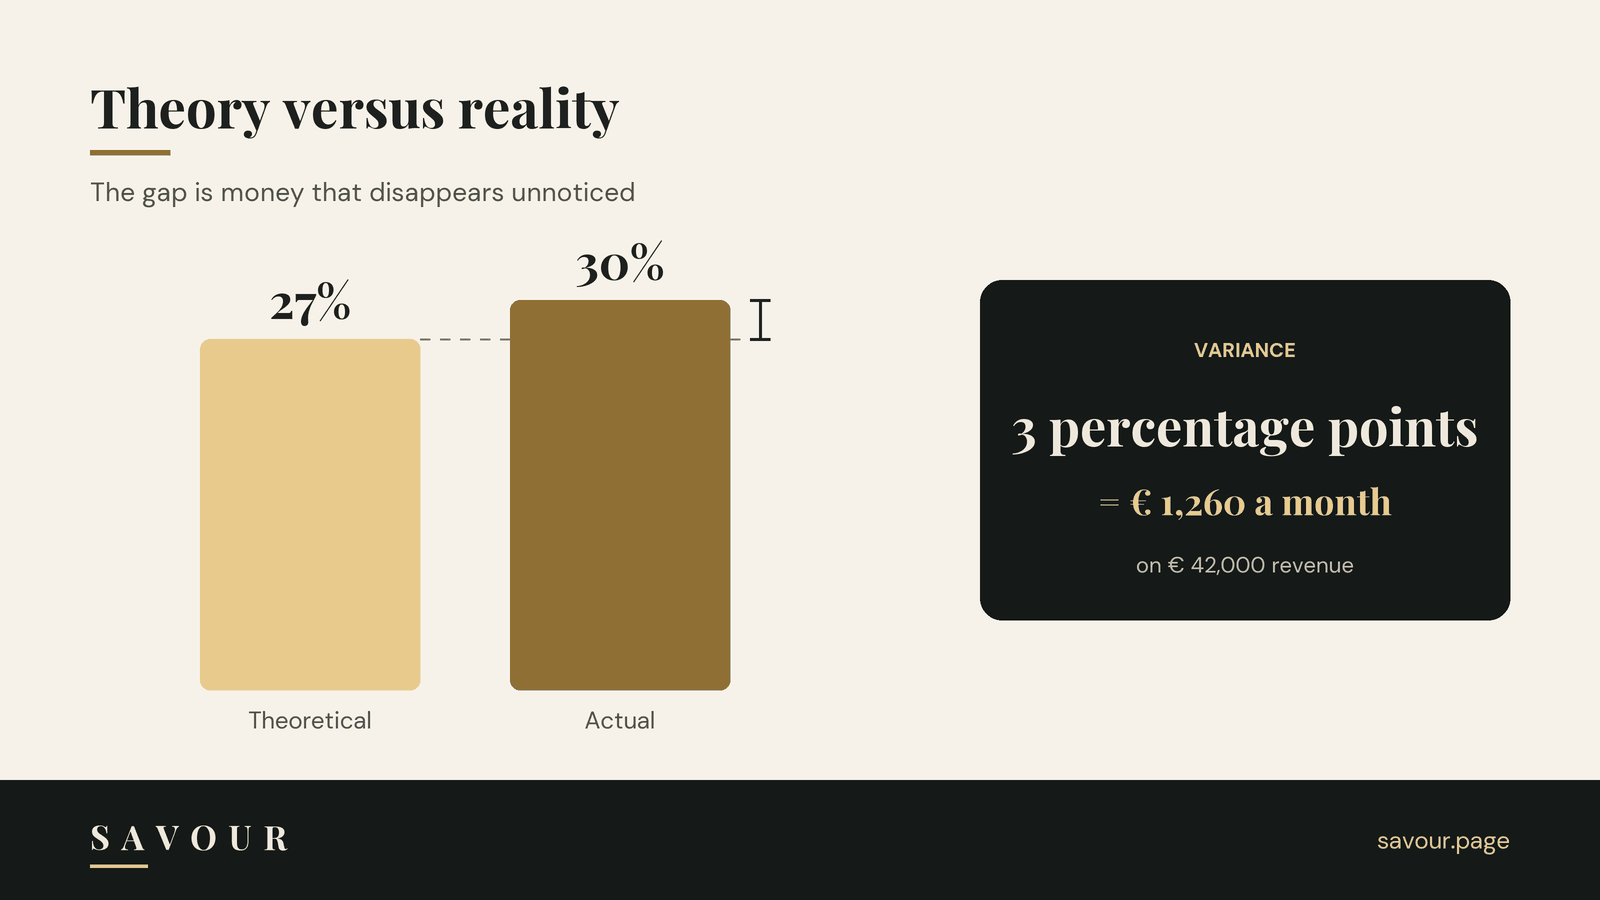 Theory versus reality
The gap is money that disappears unnoticed
27%
30%
Theoretical
Actual
VARIANCE
3 percentage points
= € 1,260 a month
on € 42,000 revenue
SAVOUR
savour.page